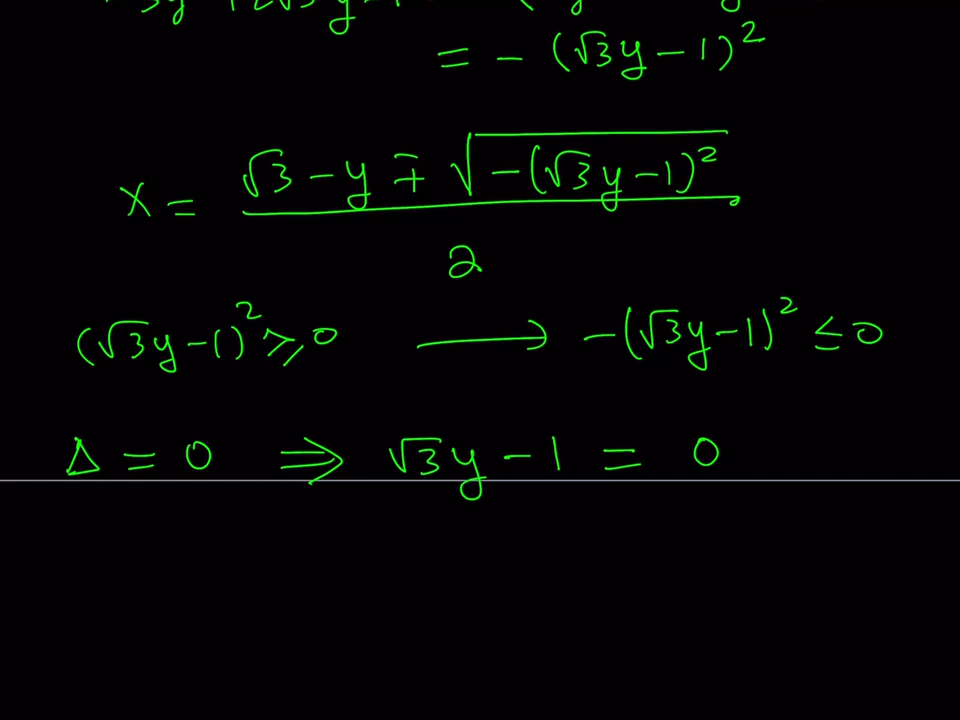 = - (√3y - 1)²
x = (√3 - y ∓ √(-(√3y - 1)²)) / 2
(√3y - 1)² ≥ 0 ⟶ -(√3y - 1)² ≤ 0
Δ = 0 ⇒ √3y - 1 = 0